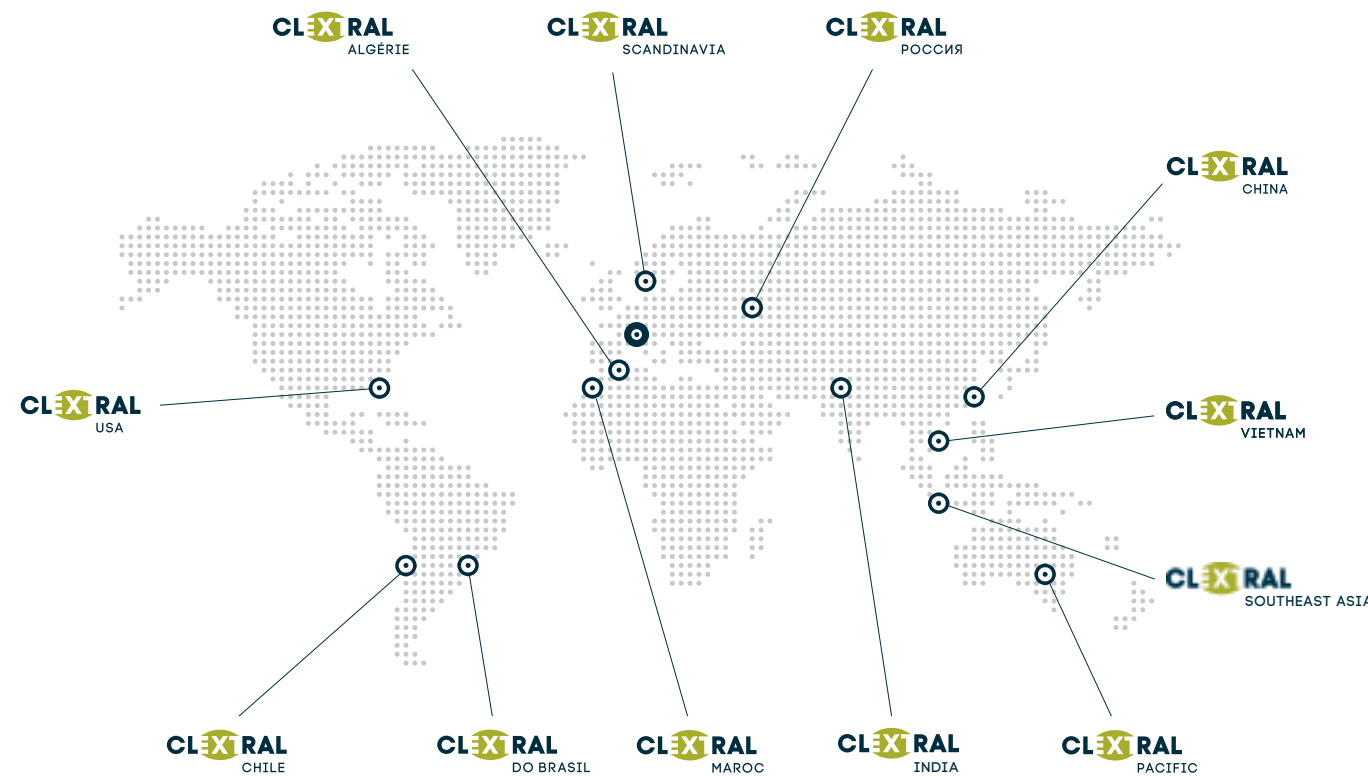 CLEXTRAL
ALGÉRIE
CLEXTRAL
SCANDINAVIA
CLEXTRAL
РОССИЯ
CLEXTRAL
CHINA
CLEXTRAL
USA
CLEXTRAL
VIETNAM
CLEXTRAL
SOUTHEAST ASIA
CLEXTRAL
CHILE
CLEXTRAL
DO BRASIL
CLEXTRAL
MAROC
CLEXTRAL
INDIA
CLEXTRAL
PACIFIC